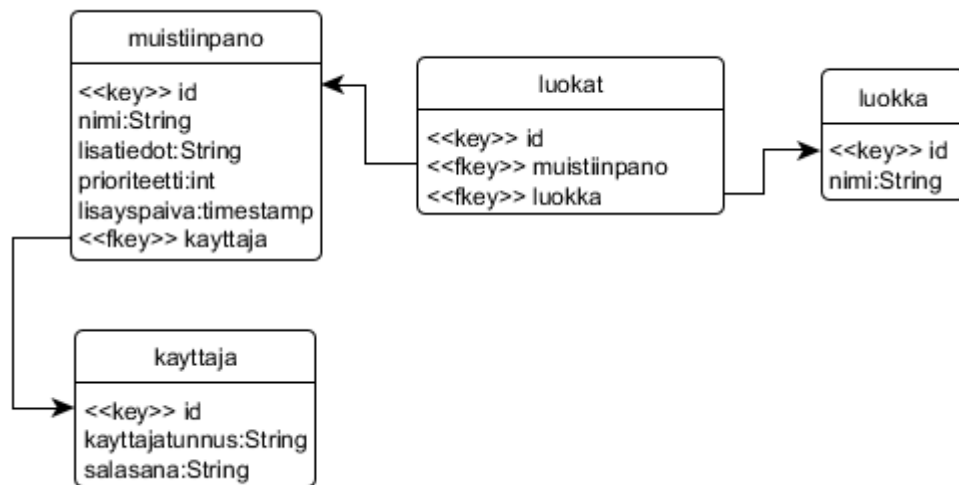 muistiinpano
<<key>> id
nimi:String
lisatiedot:String
prioriteetti:int
lisayspaiva:timestamp
<<fkey>> kayttaja
luokat
<<key>> id
<<fkey>> muistiinpano
<<fkey>> luokka
luokka
<<key>> id
nimi:String
kayttaja
<<key>> id
kayttajatunnus:String
salasana:String